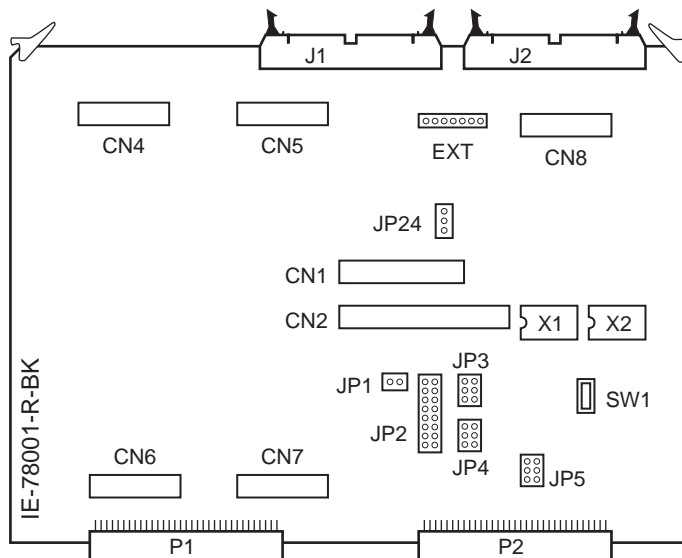 J1
J2
CN4
CN5
EXT
CN8
JP24
CN1
CN2
X1
X2
JP3
JP1
SW1
JP2
JP4
JP5
CN6
CN7
IE-78001-R-BK
P1
P2